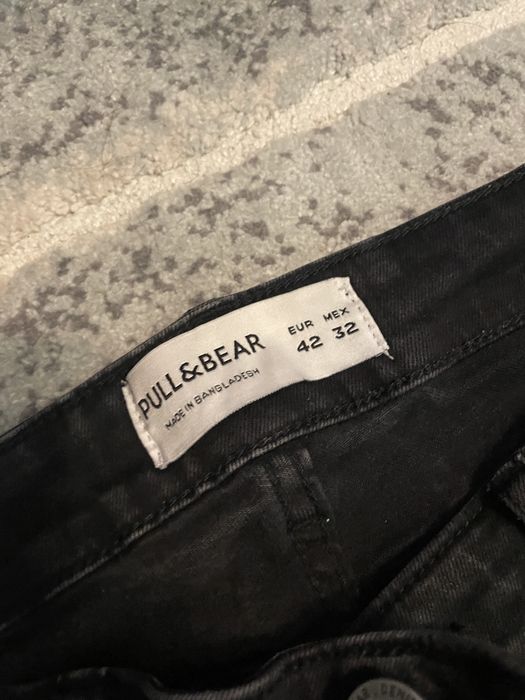 PULL&BEAR
MADE IN BANGLADESH
EUR MEX
42 32